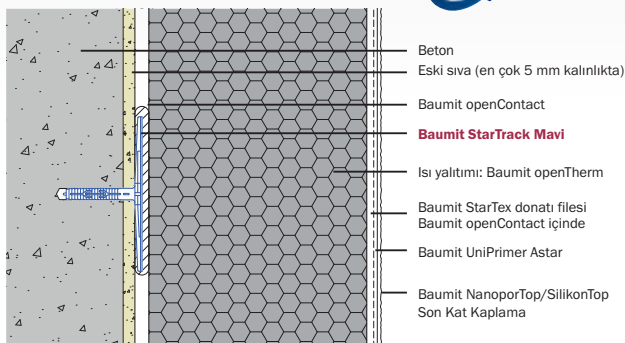 Beton
Eski sıva (en çok 5 mm kalınlıkta)
Baumit openContact
Baumit StarTrack Mavi
Isı yalıtımı: Baumit openTherm
Baumit StarTex donatı filesi
Baumit openContact içinde
Baumit UniPrimer Astar
Baumit NanoporTop/SilikonTop
Son Kat Kaplama